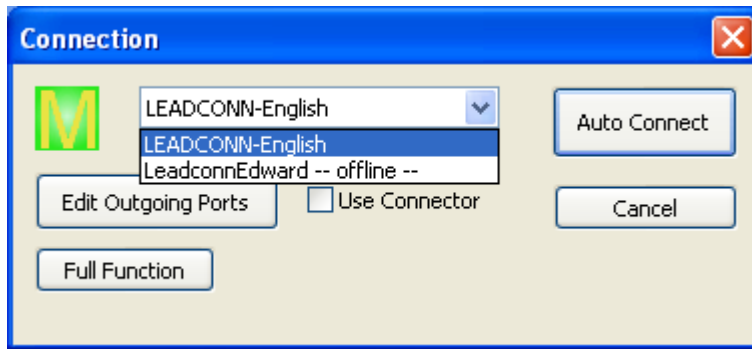 Connection
M
LEADCONN-English
Auto Connect
LEADCONN-English
LeadconnEdward -- offline --
Edit Outgoing Ports
Use Connector
Cancel
Full Function